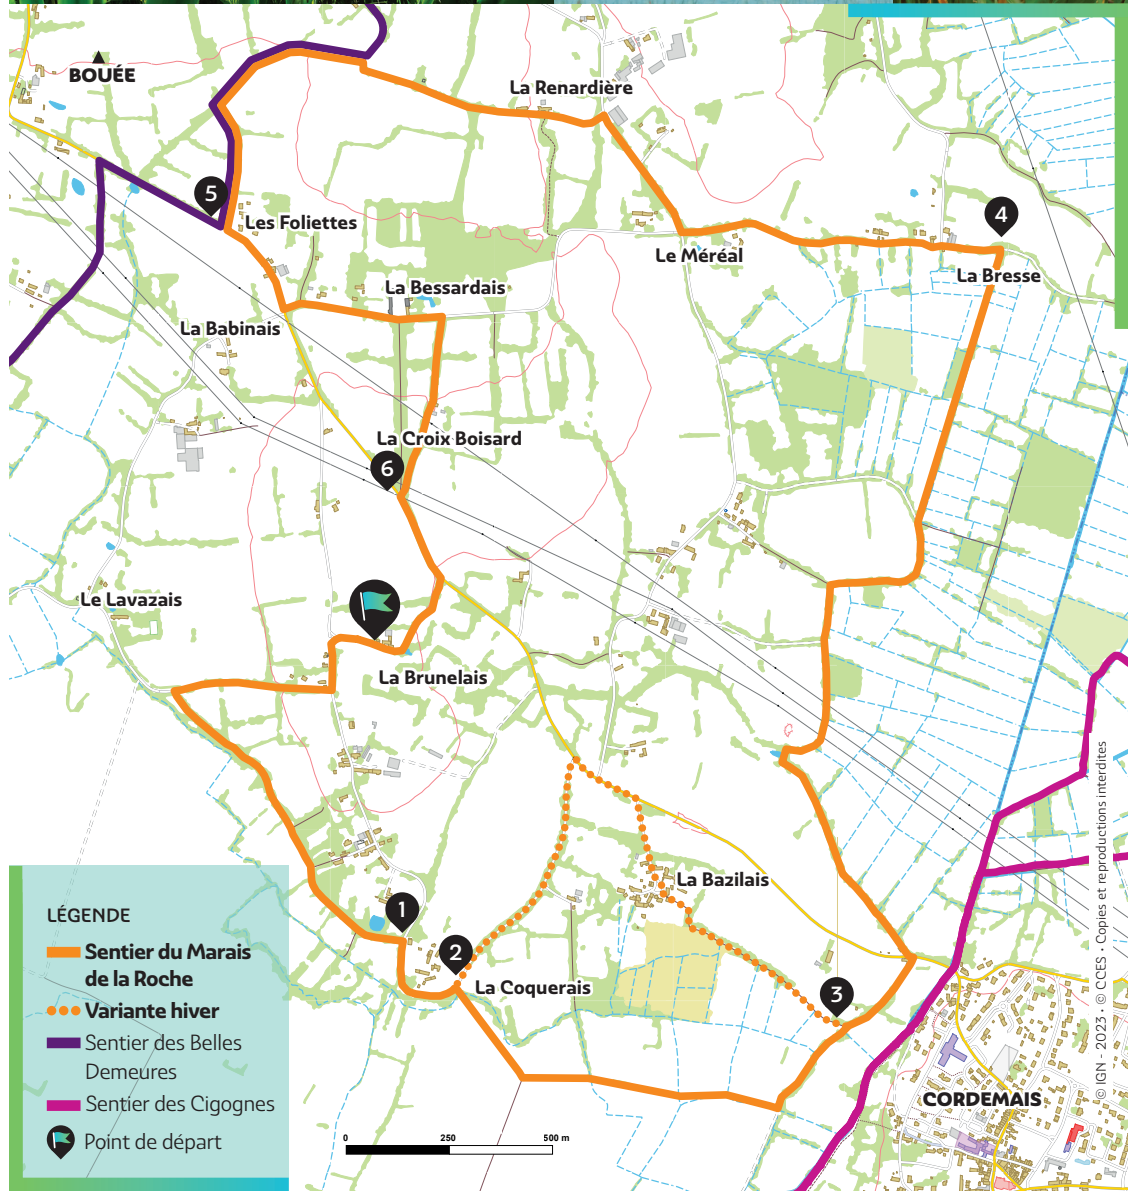 BOUÉE
La Renardière
5
4
Les Foliettes
Le Méréal
La Bresse
La Bessardais
La Babinais
La Croix Boisard
6
Le Lavazais
La Brunelais
La Bazilais
1
2
La Coquerais
3
CORDEMAIS
LÉGENDE
Sentier du Marais
de la Roche
Variante hiver
Sentier des Belles
Demeures
Sentier des Cigognes
Point de départ
0 250 500 m
© IGN - 2023 • © CCES • Copies et reproductions interdites